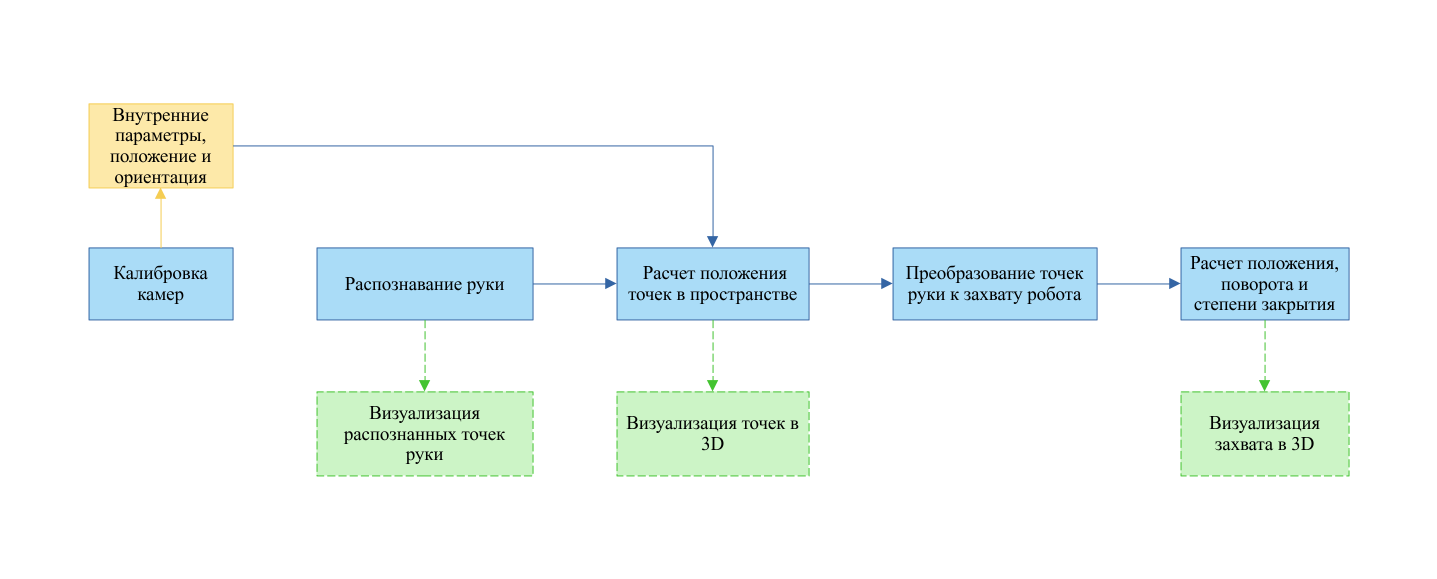 Внутренние
параметры,
положение и
ориентация
Калибровка
камер
Распознавание руки
Расчет положения
точек в пространстве
Преобразование точек
руки к захвату робота
Расчет положения,
поворота и
степени закрытия
Визуализация
распознанных точек
руки
Визуализация точек в
3D
Визуализация
захвата в 3D